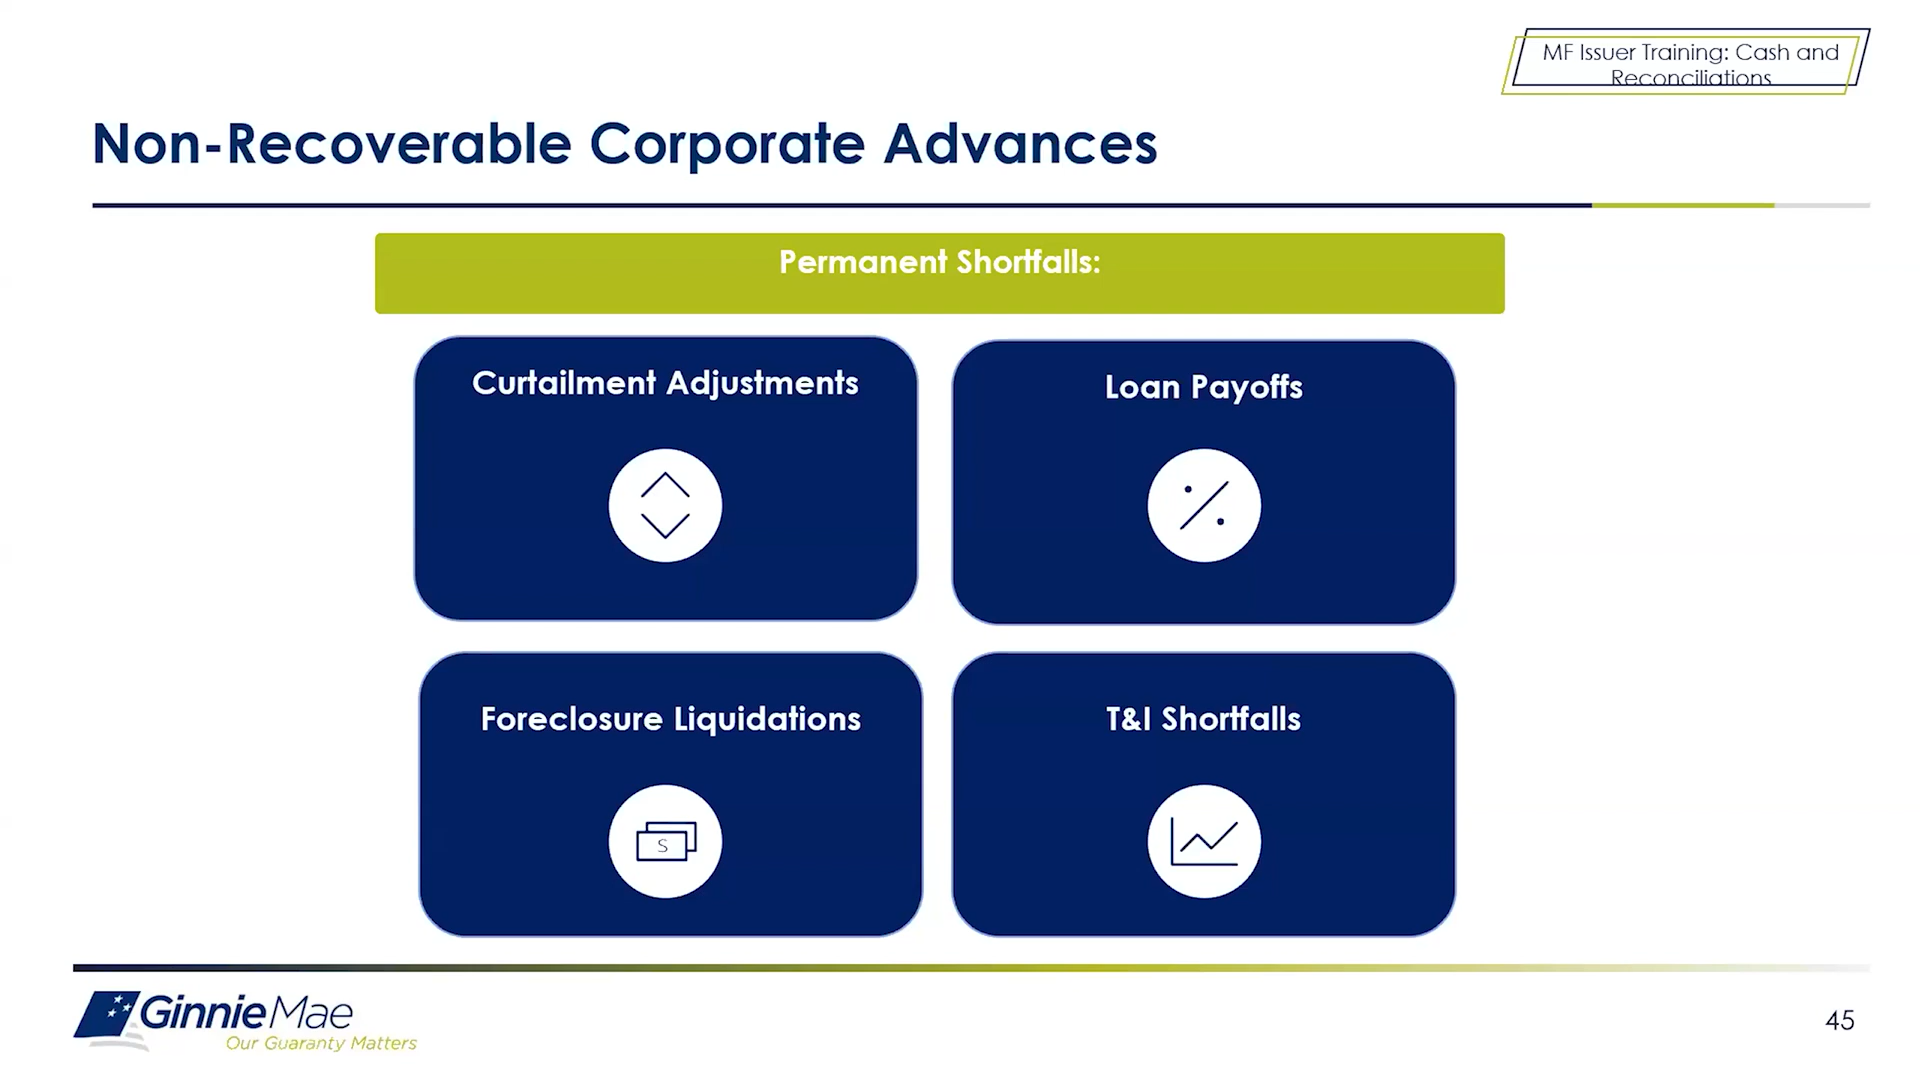 MF Issuer Training: Cash and
Reconciliations
Non-Recoverable Corporate Advances
Permanent Shortfalls:
Curtailment Adjustments
Loan Payoffs
Foreclosure Liquidations
T&I Shortfalls
S
GinnieMae
Our Guaranty Matters
45